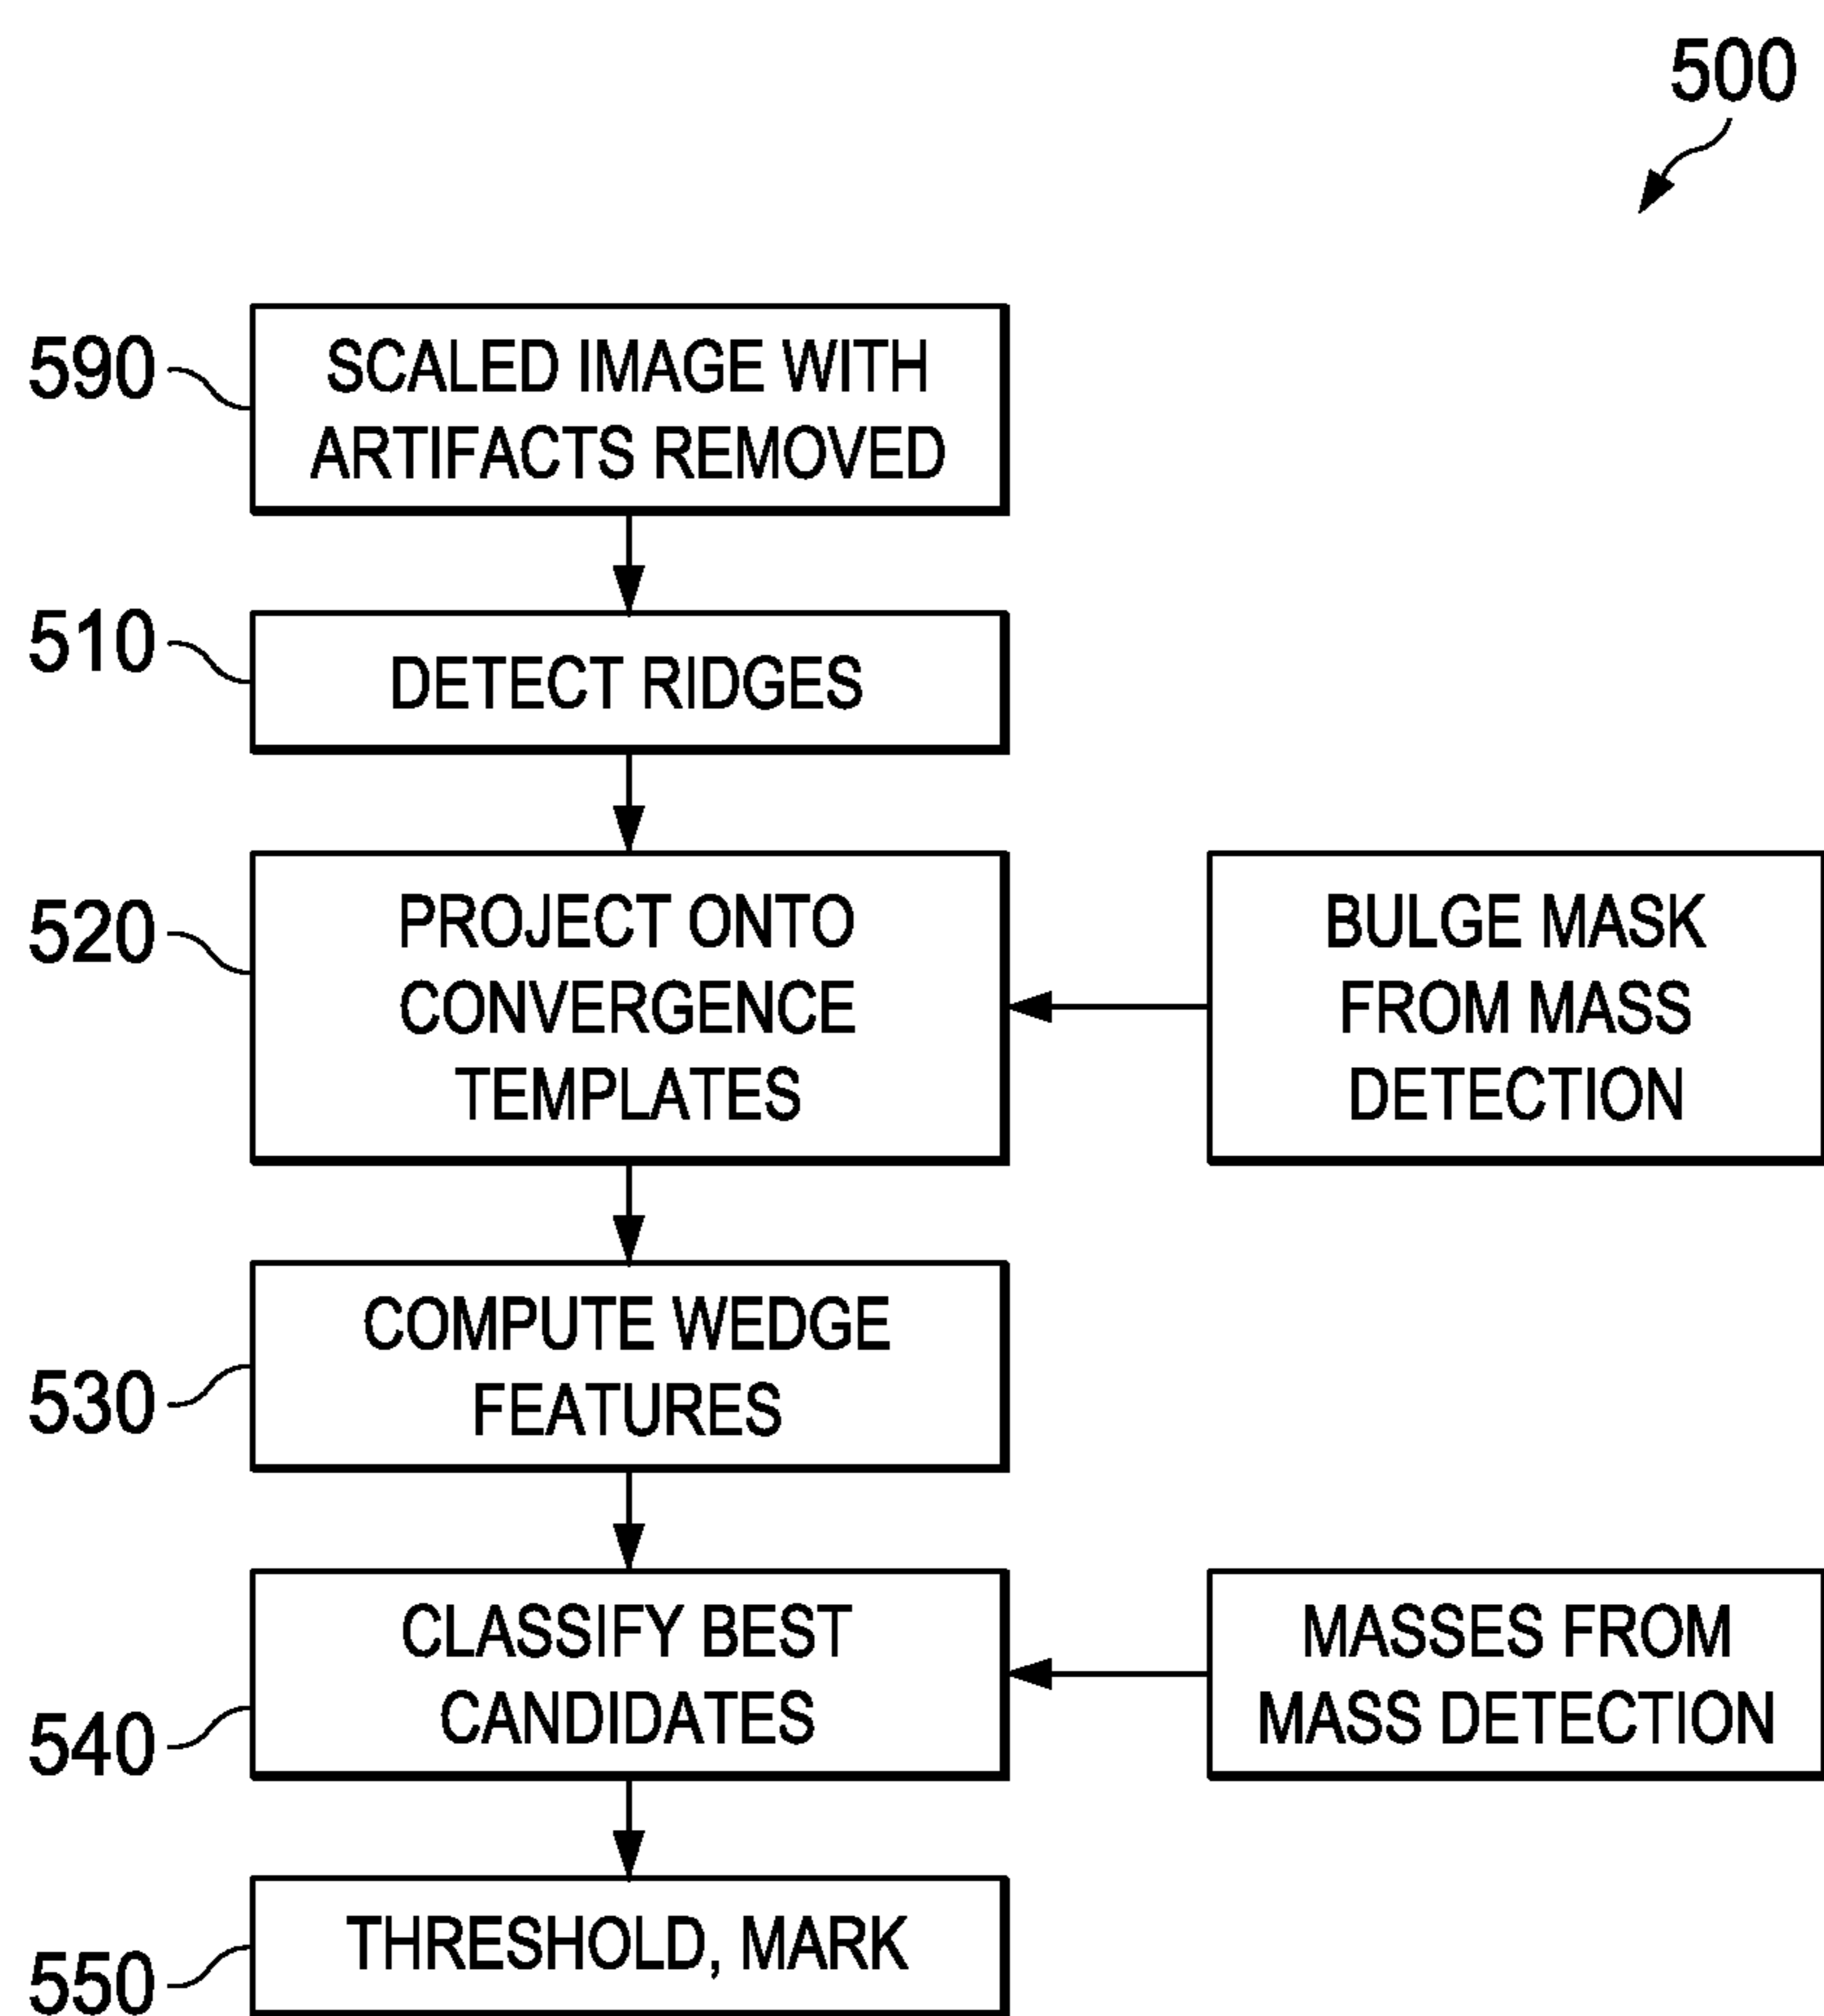 500
590
SCALED IMAGE WITH
ARTIFACTS REMOVED
510
DETECT RIDGES
520
PROJECT ONTO
CONVERGENCE
TEMPLATES
BULGE MASK
FROM MASS
DETECTION
530
COMPUTE WEDGE
FEATURES
540
CLASSIFY BEST
CANDIDATES
MASSES FROM
MASS DETECTION
550
THRESHOLD, MARK